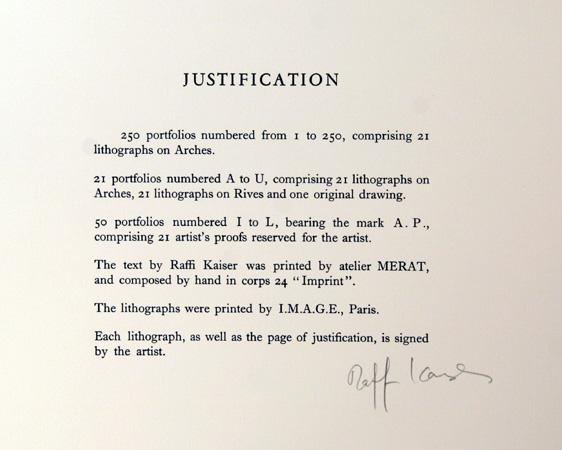 JUSTIFICATION
250 portfolios numbered from 1 to 250, comprising 21
lithographs on Arches.
21 portfolios numbered A to U, comprising 21 lithographs on
Arches, 21 lithographs on Rives and one original drawing.
50 portfolios numbered I to L, bearing the mark A. P.,
comprising 21 artist's proofs reserved for the artist.
The text by Raffi Kaiser was printed by atelier MERAT,
and composed by hand in corps 24 "Imprint".
The lithographs were printed by I.M.A.G.E., Paris.
Each lithograph, as well as the page of justification, is signed
by the artist.